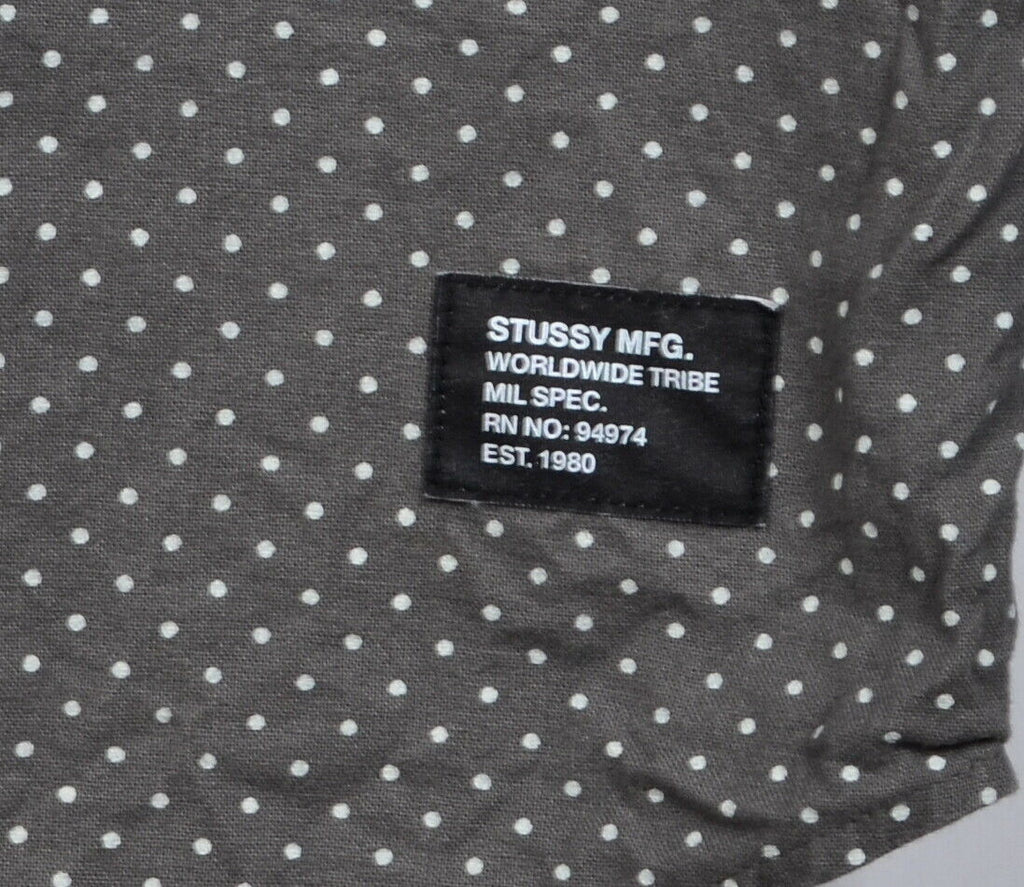 STUSSY MFG.
WORLDWIDE TRIBE
MIL SPEC.
RN NO: 94974
EST. 1980